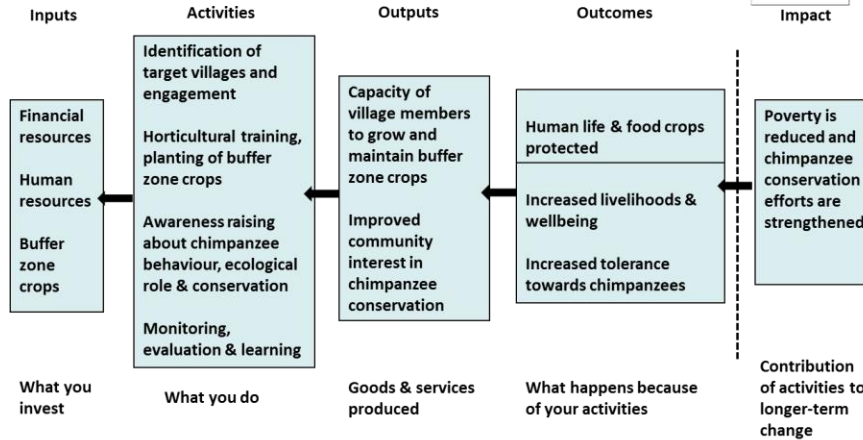 Inputs
Activities
Outputs
Outcomes
Impact
Financial
resources
Human
resources
Buffer
zone
crops
Identification of
target villages and
engagement
Horticultural training,
planting of buffer
zone crops
Awareness raising
about chimpanzee
behaviour, ecological
role & conservation
Monitoring,
evaluation & learning
Capacity of
village members
to grow and
maintain buffer
zone crops
Improved
community
interest in
chimpanzee
conservation
Human life & food crops
protected
Increased livelihoods &
wellbeing
Increased tolerance
towards chimpanzees
Poverty is
reduced and
chimpanzee
conservation
efforts are
strengthened
What you
invest
What you do
Goods & services
produced
What happens because
of your activities
Contribution
of activities to
longer-term
change